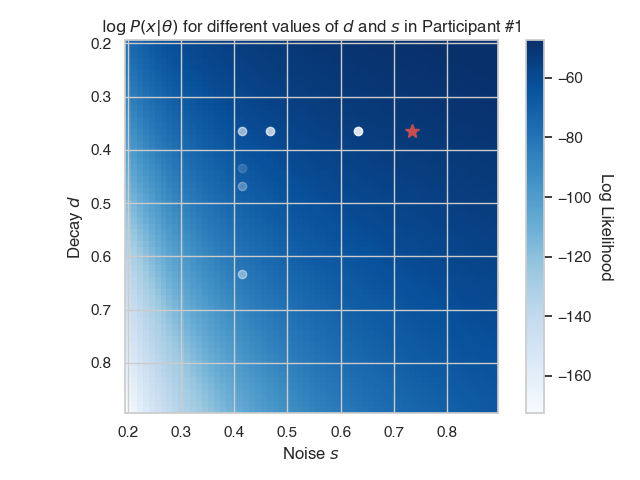 log P(x|θ) for different values of d and s in Participant #1
0.2
0.3
0.4
0.5
0.6
0.7
0.8
Decay d
0.2 0.3 0.4 0.5 0.6 0.7 0.8
Noise s
−60
−80
−100
−120
−140
−160
Log Likelihood